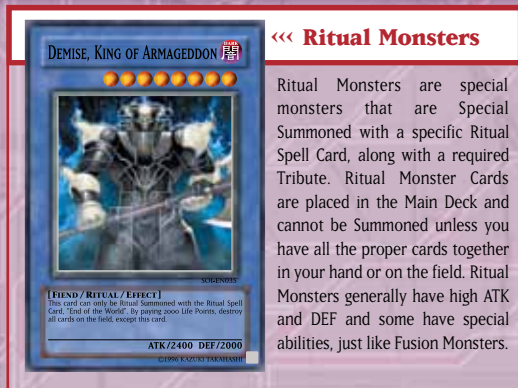 ‹‹‹ Ritual Monsters
DEMISE, KING OF ARMAGEDDON
DARK
Ritual Monsters are special
monsters that are Special
Summoned with a specific Ritual
Spell Card, along with a required
Tribute. Ritual Monster Cards
are placed in the Main Deck and
cannot be Summoned unless you
have all the proper cards together
in your hand or on the field. Ritual
Monsters generally have high ATK
and DEF and some have special
abilities, just like Fusion Monsters.
SOI-EN035
[FIEND / RITUAL / EFFECT]
This card can only be Ritual Summoned with the Ritual Spell
Card, "End of the World". By paying 2000 Life Points, destroy
all cards on the field, except this card.
ATK/2400 DEF/2000
©1996 KAZUKI TAKAHASHI